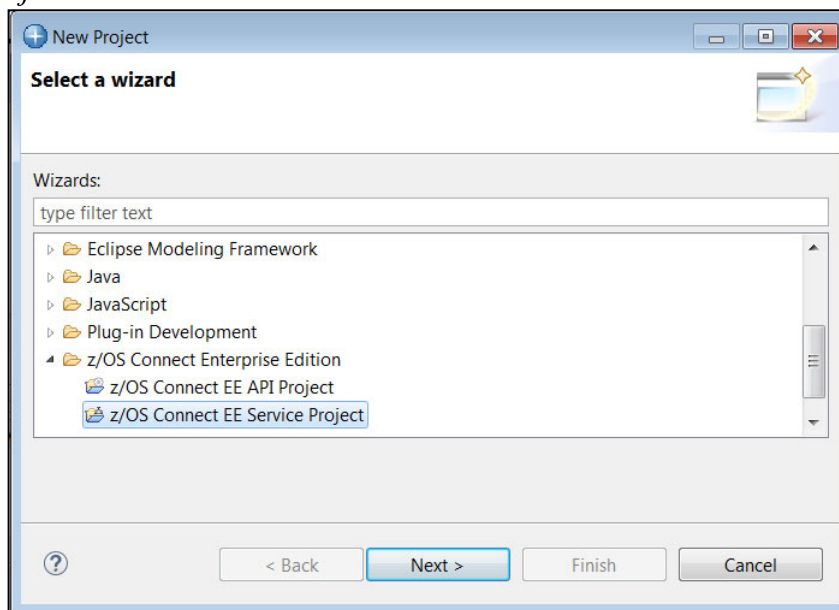 New Project
Select a wizard
Wizards:
type filter text
Eclipse Modeling Framework
Java
JavaScript
Plug-in Development
z/OS Connect Enterprise Edition
z/OS Connect EE API Project
z/OS Connect EE Service Project
?
< Back
Next >
Finish
Cancel